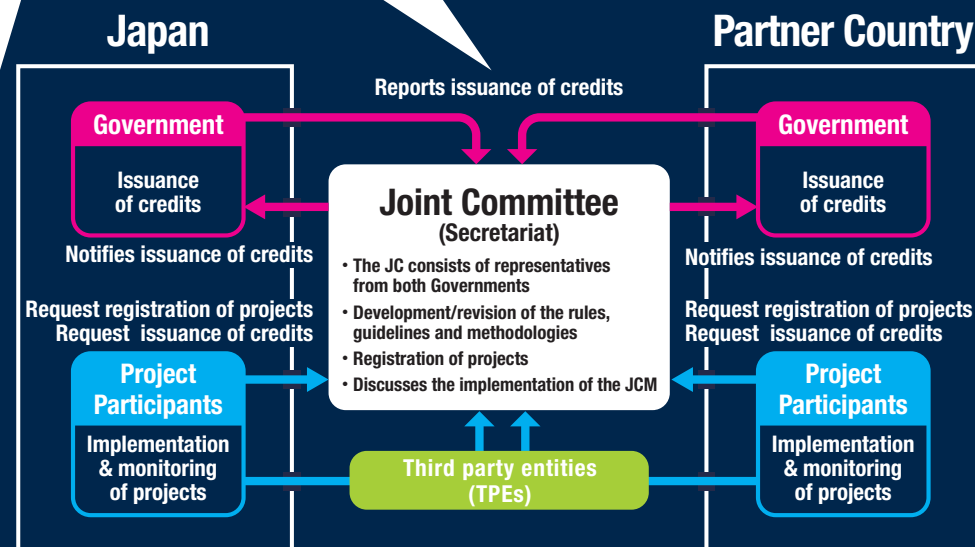 Japan
Partner Country
Reports issuance of credits
Government
Issuance
of credits
Notifies issuance of credits
Request registration of projects
Request issuance of credits
Project
Participants
Implementation
& monitoring
of projects
Joint Committee
(Secretariat)
• The JC consists of representatives
from both Governments
• Development/revision of the rules,
guidelines and methodologies
• Registration of projects
• Discusses the implementation of the JCM
Third party entities
(TPEs)
Government
Issuance
of credits
Notifies issuance of credits
Request registration of projects
Request issuance of credits
Project
Participants
Implementation
& monitoring
of projects